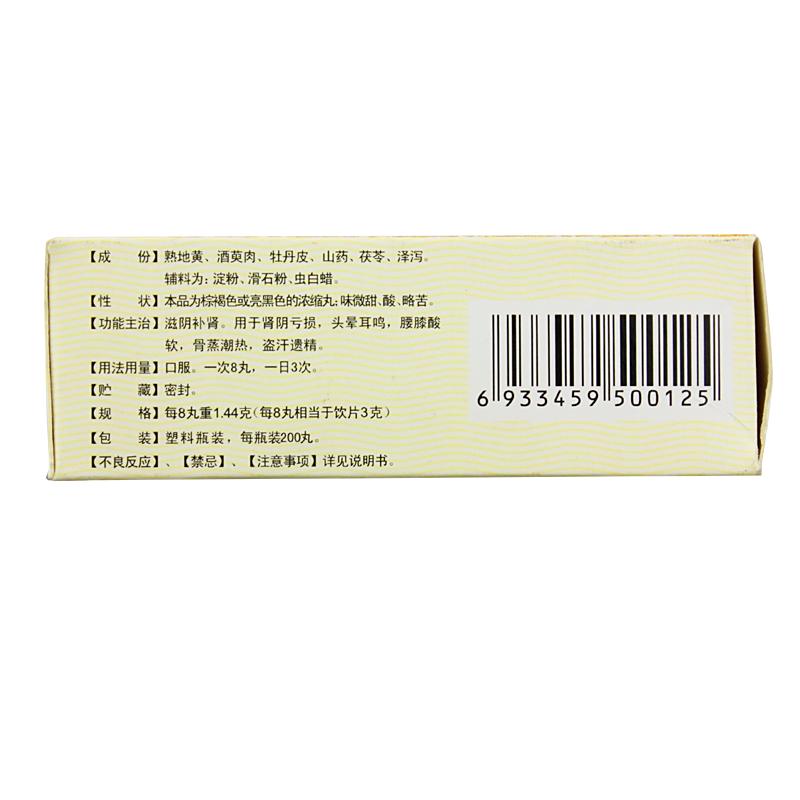 【成 份】熟地黄、酒萸肉、牡丹皮、山药、茯苓、泽泻。
辅料为:淀粉、滑石粉、虫白蜡。
【性 状】本品为棕褐色或亮黑色的浓缩丸;味微甜、酸、略苦。
【功能主治】滋阴补肾。用于肾阴亏损,头晕耳鸣,腰膝酸
软,骨蒸潮热,盗汗遗精。
【用法用量】口服。一次8丸,一日3次。
【贮 藏】密封。
【规 格】每8丸重1.44克(每8丸相当于饮片3克)
【包 装】塑料瓶装,每瓶装200丸。
【不良反应】、【禁忌】、【注意事项】详见说明书。
6 933459 500125